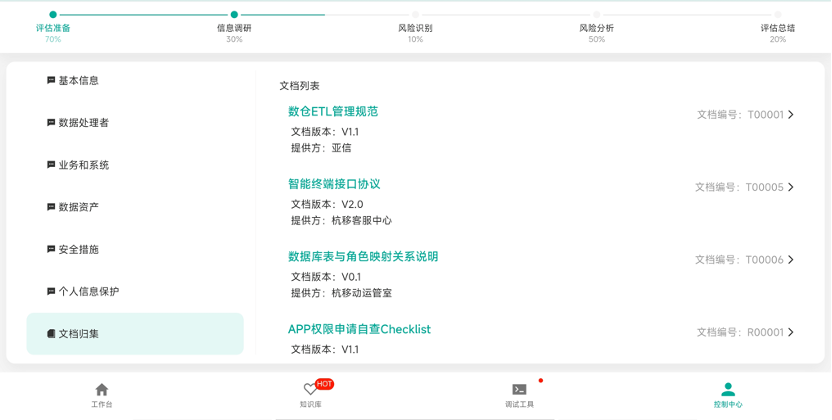 评估准备
70%
信息调研
30%
风险识别
10%
风险分析
50%
评估总结
20%
基本信息
数据处理者
业务和系统
数据资产
安全措施
个人信息保护
文档归集
文档列表
数仓ETL管理规范
文档编号：T00001
文档版本：V1.1
提供方：亚信
智能终端接口协议
文档编号：T00005
文档版本：V2.0
提供方：杭移客服中心
数据库表与角色映射关系说明
文档编号：T00006
文档版本：V0.1
提供方：杭移动运管室
APP权限申请自查Checklist
文档编号：R00001
文档版本：V1.1
工作台
HOT
知识库
调试工具
控制中心